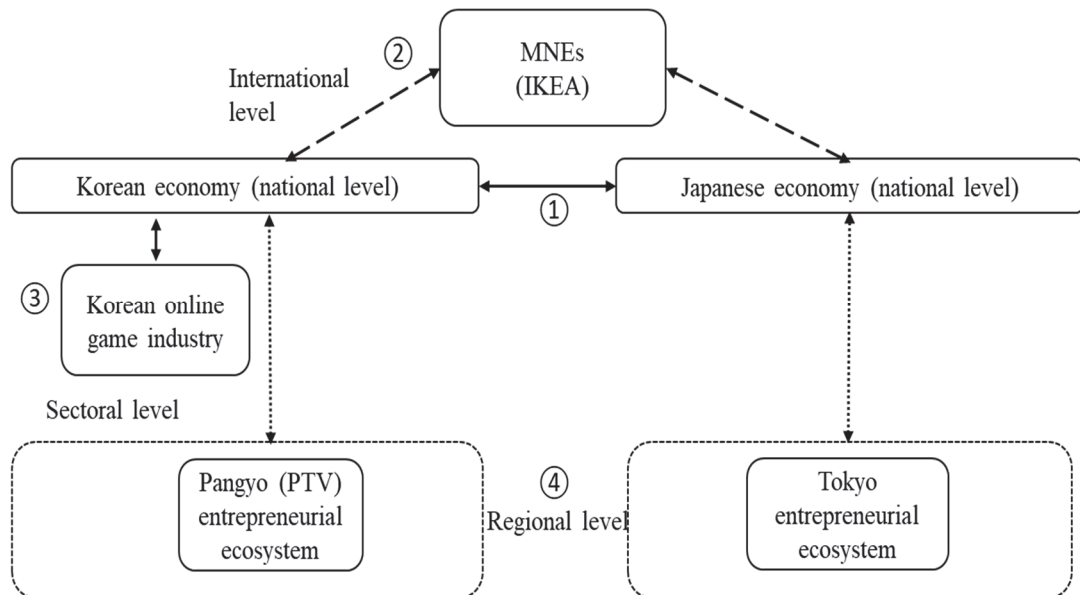 ②
MNEs
(IKEA)
International
level
Korean economy (national level)
①
Japanese economy (national level)
③
Korean online
game industry
Sectoral level
Pangyo (PTV)
entrepreneurial
ecosystem
④
Regional level
Tokyo
entrepreneurial
ecosystem